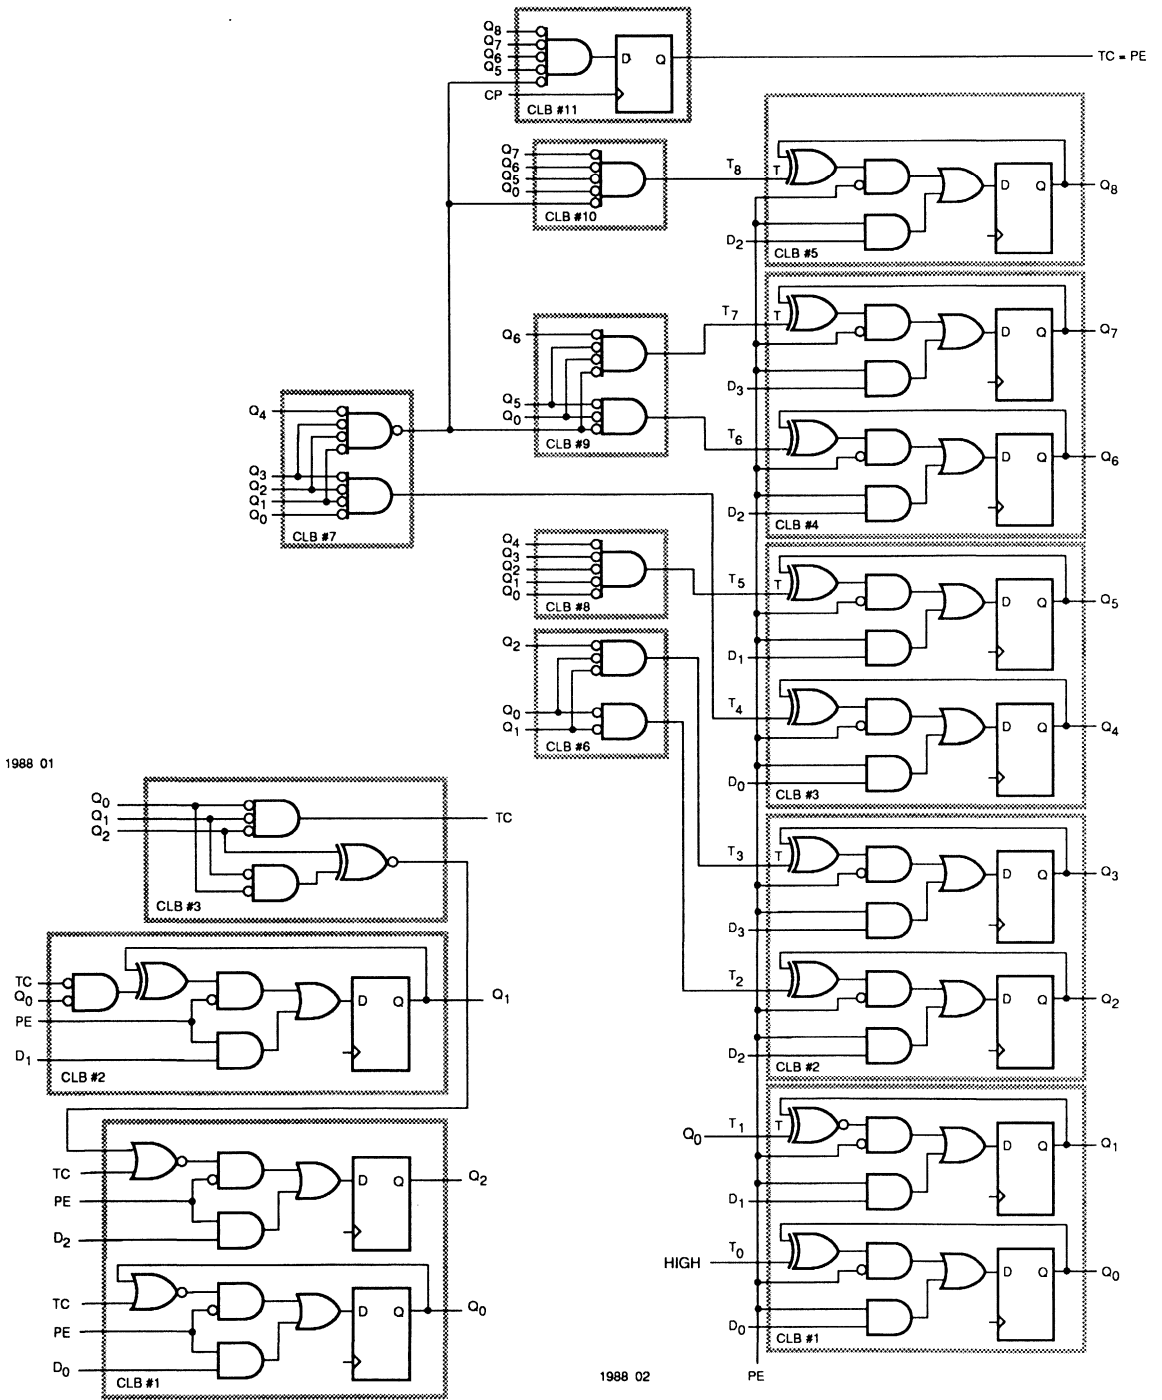 Q8
Q7
Q6
Q5
CP
D Q
CLB #11
TC = PE
Q7
Q6
Q5
Q0
CLB #10
T8
T
D Q
Q8
D2
CLB #5
Q6
Q5
Q0
CLB #9
T7
T
D Q
Q7
D3
T6
D Q
Q6
D2
CLB #4
Q4
Q3
Q2
Q1
Q0
CLB #7
Q4
Q3
Q2
Q1
Q0
CLB #8
T5
T
D Q
Q5
D1
T4
D Q
Q4
D0
CLB #3
Q2
Q0
Q1
CLB #6
T3
T
D Q
Q3
D3
T2
D Q
Q2
D2
CLB #2
Q0
T1
T
D Q
Q1
D1
HIGH
T0
D Q
Q0
D0
CLB #1
PE
1988 02
1988 01
Q0
Q1
Q2
TC
CLB #3
TC
Q0
PE
D1
D Q
Q1
CLB #2
TC
PE
D2
D Q
Q2
TC
PE
D0
D Q
Q0
CLB #1